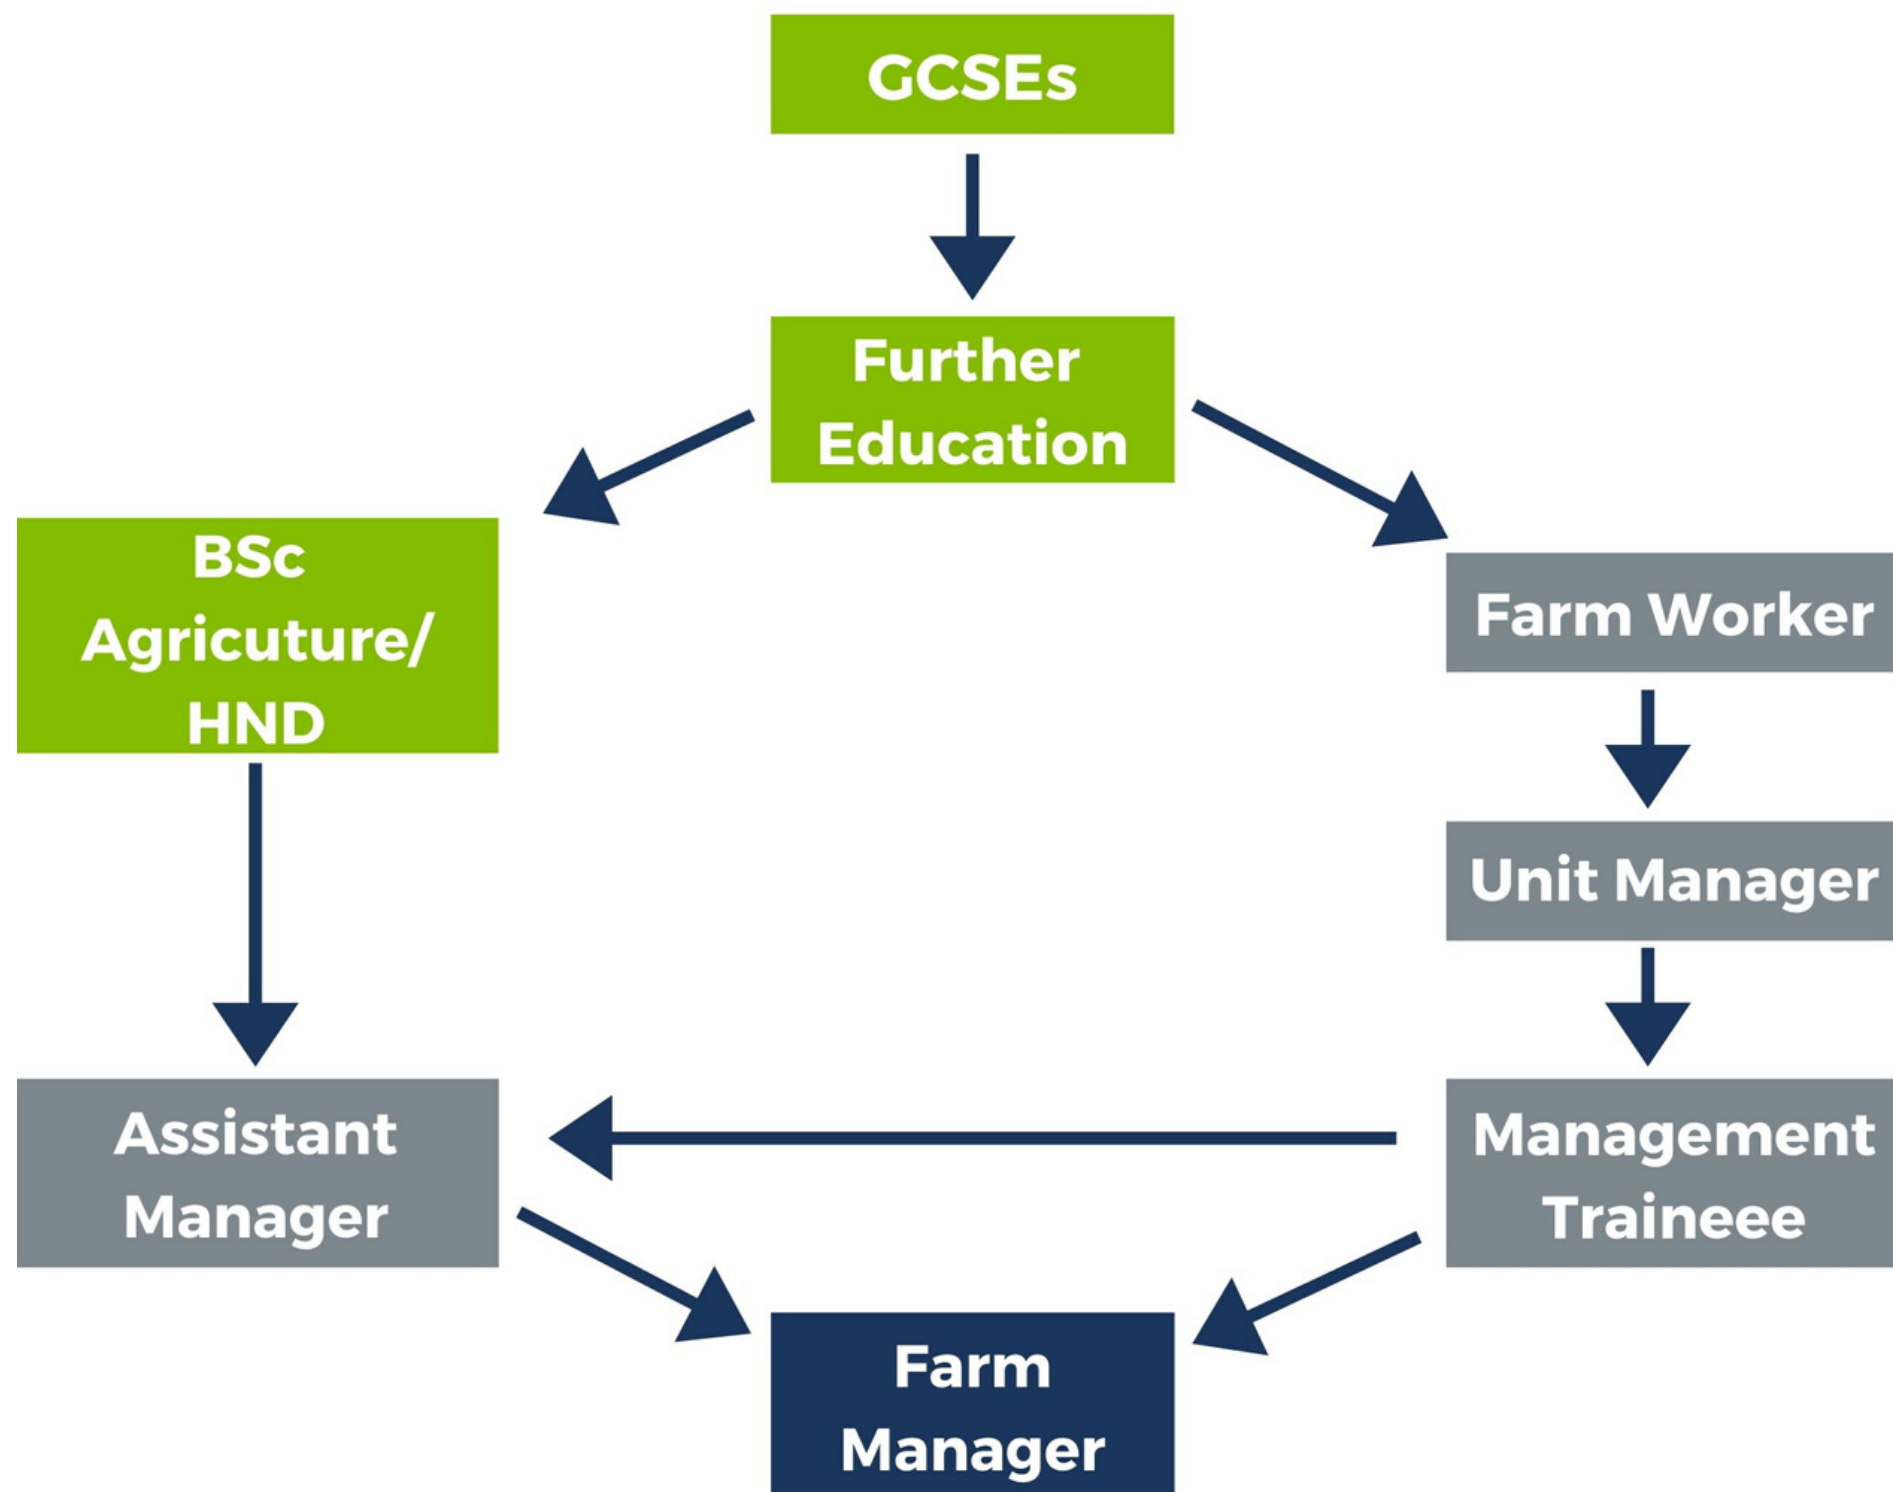 GCSEs
Further
Education
BSc
Agricuture/
HND
Farm Worker
Unit Manager
Assistant
Manager
Management
Traineee
Farm
Manager